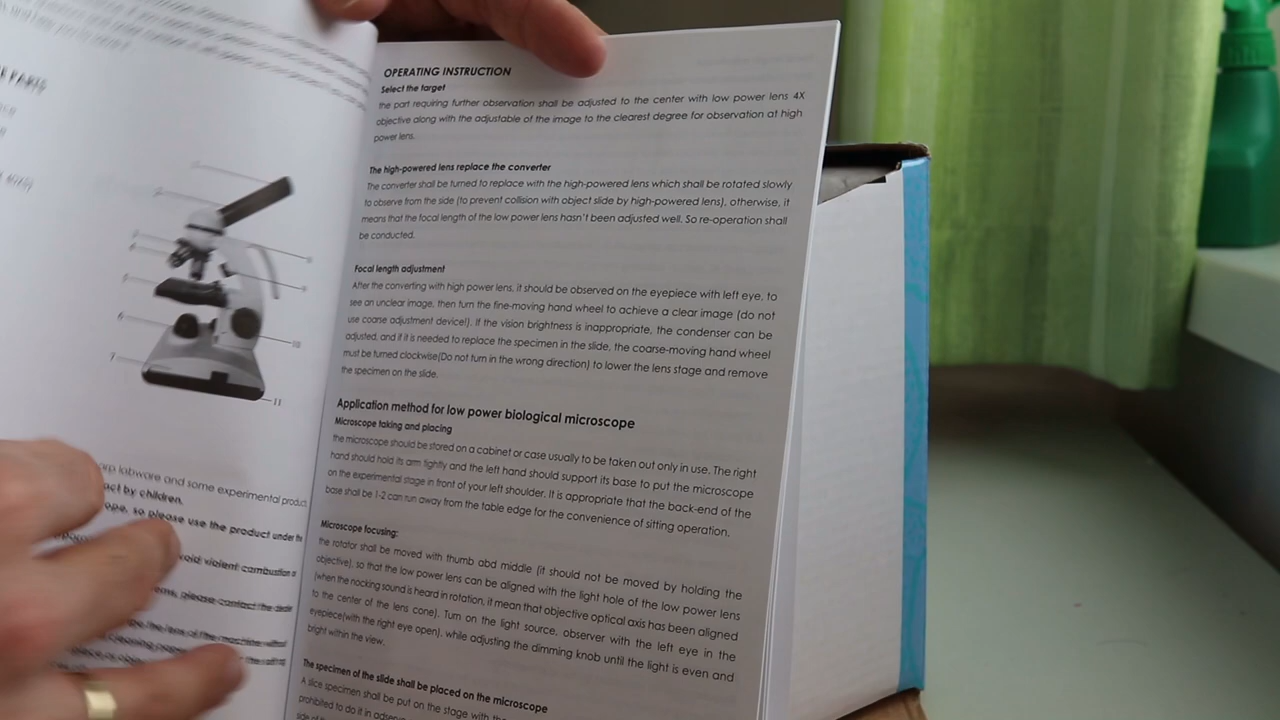 PARTS
7
11
labware and some experimental
by children.
so please use the product
violent combustion
please contact the
OPERATING INSTRUCTION
Select the target
the part requiring further observation shall be adjusted to the center with low power lens 4X
objective along with the adjustable of the image to the clearest degree for observation at high
power lens.
The high-powered lens replace the converter
The converter shall be turned to replace with the high-powered lens which shall be rotated slowly
to observe from the side (to prevent collision with object slide by high-powered lens), otherwise, it
means that the focal length of the low power lens hasn't been adjusted well. So re-operation shall
be conducted.
Focal length adjustment
After the converting with high power lens, it should be observed on the eyepiece with left eye, to
see an unclear image, then turn the fine-moving hand wheel to achieve a clear image (do not
use coarse adjustment device!). If the vision brightness is inappropriate, the condenser can be
adjusted, and if it is needed to replace the specimen in the slide, the coarse-moving hand wheel
must be turned clockwise(Do not turn in the wrong direction) to lower the lens stage and remove
the specimen on the slide.
Application method for low power biological microscope
Microscope taking and placing
the microscope should be stored on a cabinet or case usually to be taken out only in use. The right
hand should hold its arm tightly and the left hand should support its base to put the microscope
on the experimental stage in front of your left shoulder. It is appropriate that the back-end of the
base shall be 1-2 can run away from the table edge for the convenience of sitting operation.
Microscope focusing:
the rotator shall be moved with thumb abd middle (it should not be moved by holding the
objective), so that the low power lens can be aligned with the light hole of the low power lens
(when the nocking sound is heard in rotation, it mean that objective optical axis has been aligned
to the center of the lens cone). Turn on the light source, observer with the left eye in the
eyepiece(with the right eye open), while adjusting the dimming knob until the light is even and
bright within the view.
The specimen of the slide shall be placed on the microscope
A slice specimen shall be put on the stage with the
prohibited to do it in
side of